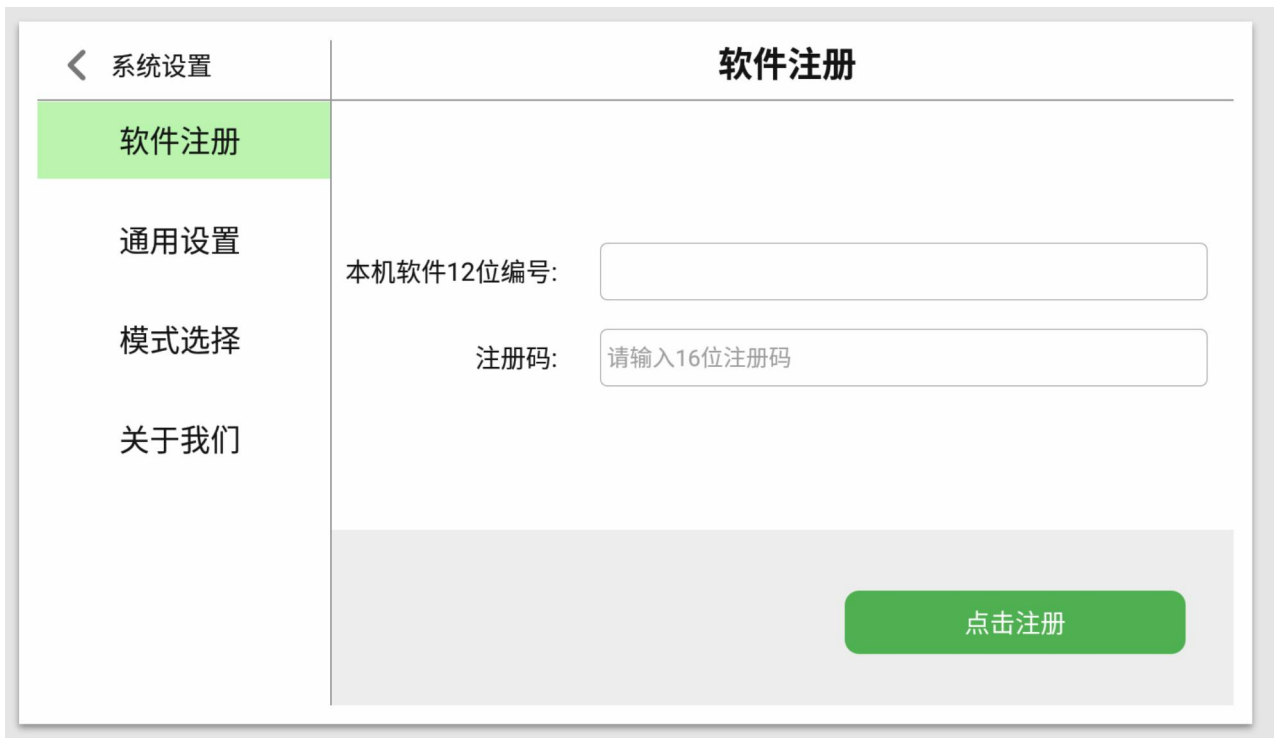 系统设置
软件注册
软件注册
通用设置
模式选择
关于我们
本机软件12位编号:
注册码:
请输入16位注册码
点击注册